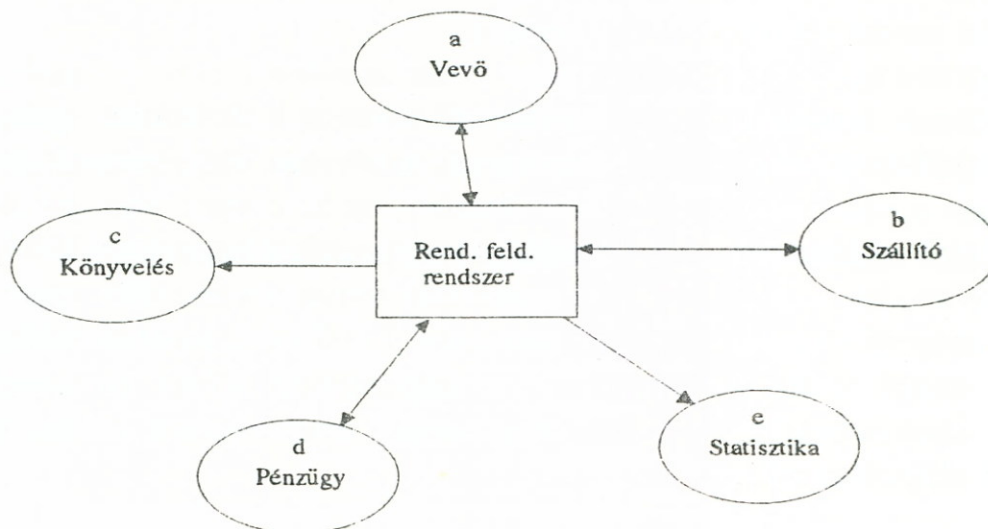 a
Vevö
c
Könyvelés
Rend. feld.
rendszer
b
Szállító
d
Pénzügy
e
Statisztika